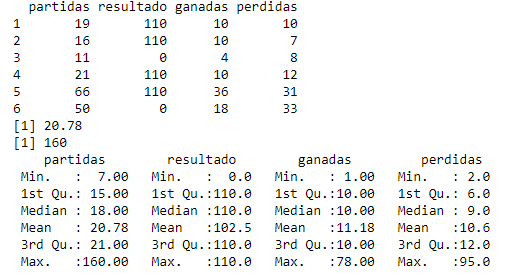 partidas resultado ganadas perdidas
1 19 110 10 10
2 16 110 10 7
3 11 0 4 8
4 21 110 10 12
5 66 110 36 31
6 50 0 18 33
[1] 20.78
[1] 160
partidas resultado ganadas perdidas
Min. : 7.00 Min. : 0.0 Min. : 1.00 Min. : 2.0
1st Qu.: 15.00 1st Qu.:110.0 1st Qu.:10.00 1st Qu.: 6.0
Median : 18.00 Median :110.0 Median :10.00 Median : 9.0
Mean : 20.78 Mean :102.5 Mean :11.18 Mean :10.6
3rd Qu.: 21.00 3rd Qu.:110.0 3rd Qu.:10.00 3rd Qu.:12.0
Max. :160.00 Max. :110.0 Max. :78.00 Max. :95.0